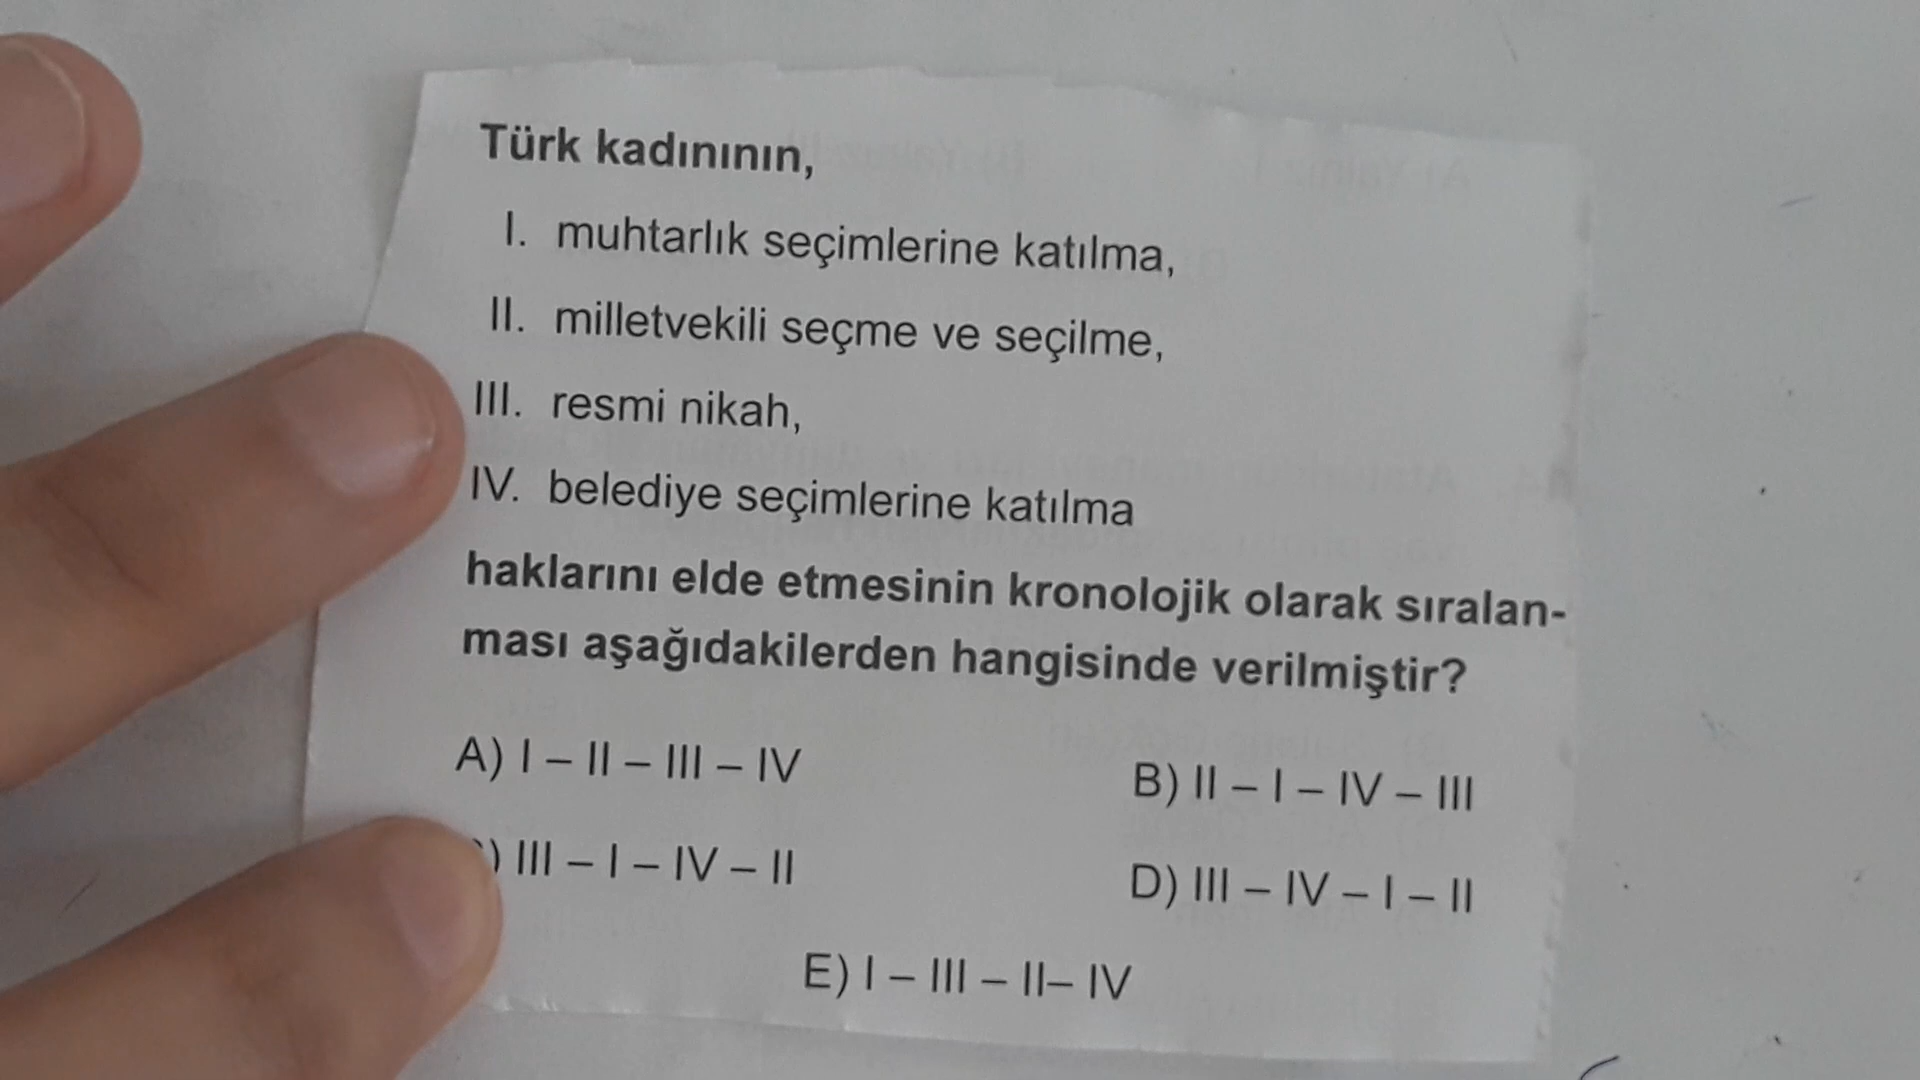 Türk kadınının,
I. muhtarlık seçimlerine katılma,
II. milletvekili seçme ve seçilme,
III. resmi nikah,
IV. belediye seçimlerine katılma
haklarını elde etmesinin kronolojik olarak sıralan-
ması aşağıdakilerden hangisinde verilmiştir?
A) I – II – III – IV
B) II – I – IV – III
) III – I – IV – II
D) III – IV – I – II
E) I – III – II– IV